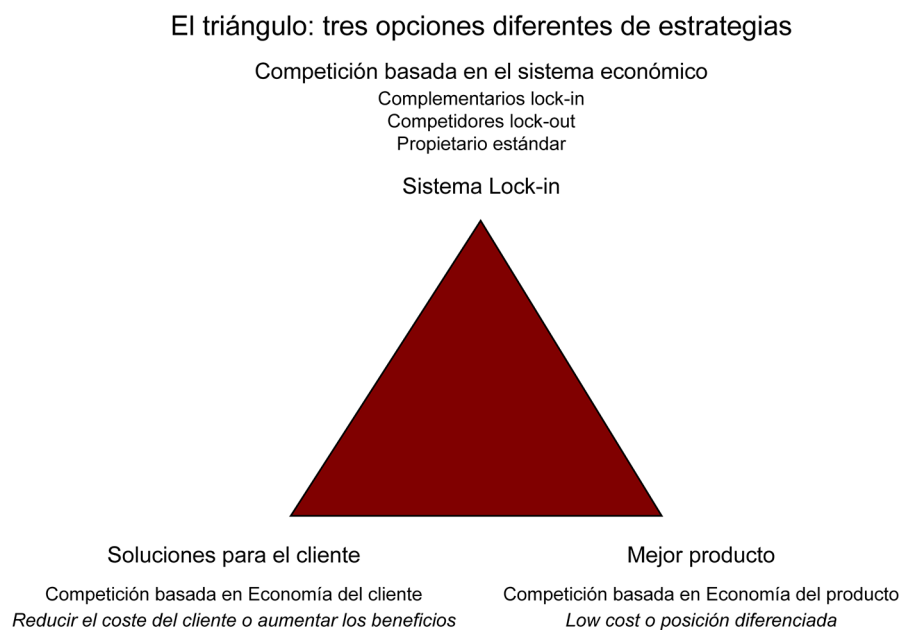 El triángulo: tres opciones diferentes de estrategias
Competición basada en el sistema económico
Complementarios lock-in
Competidores lock-out
Propietario estándar
Sistema Lock-in
Soluciones para el cliente
Competición basada en Economía del cliente
Reducir el coste del cliente o aumentar los beneficios
Mejor producto
Competición basada en Economía del producto
Low cost o posición diferenciada